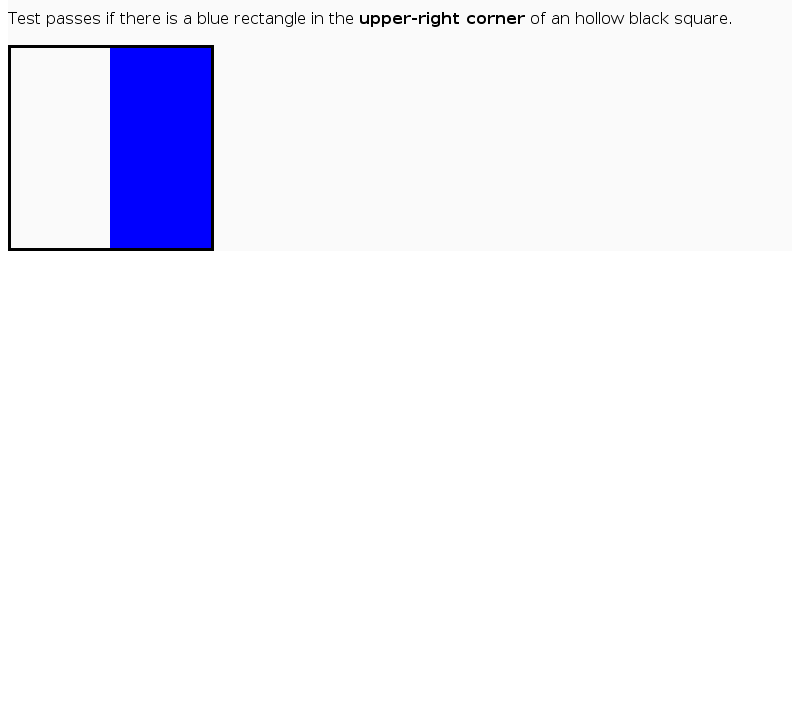 Test passes if there is a blue rectangle in the upper-right corner of an hollow black square.